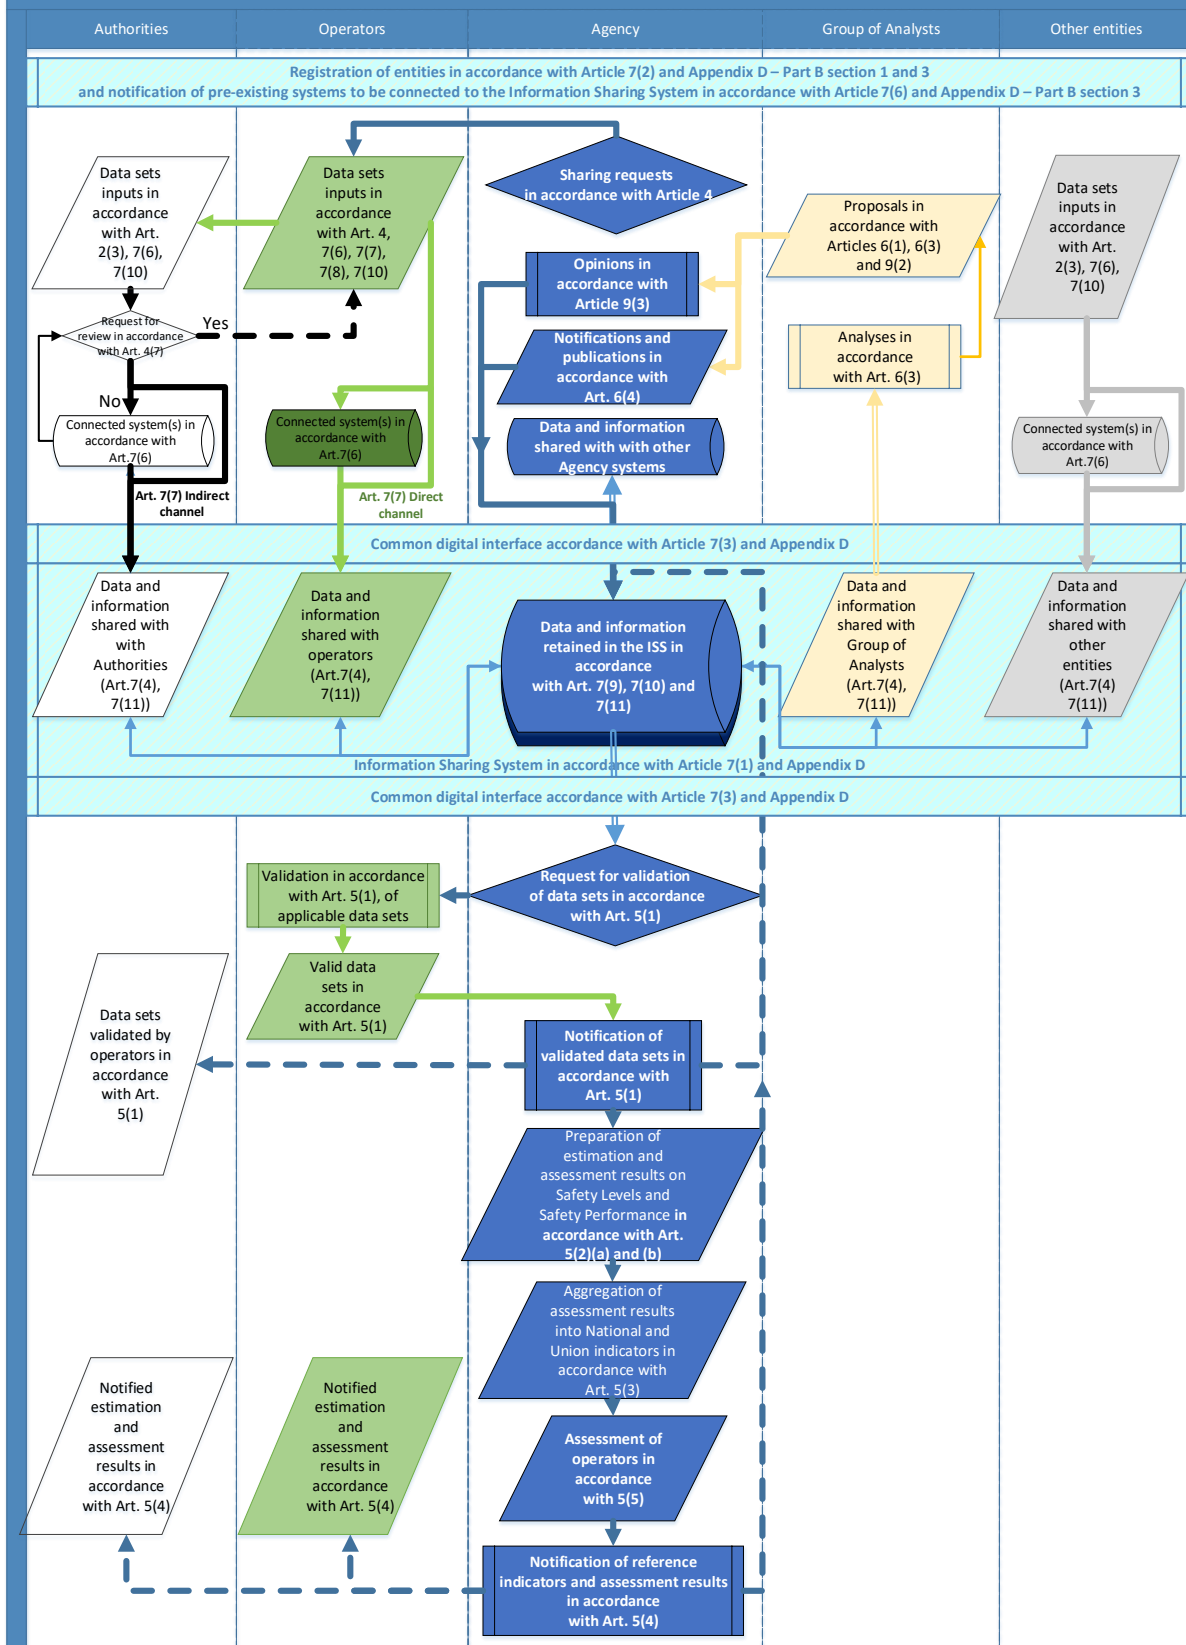 Authorities
Operators
Agency
Group of Analysts
Other entities
Registration of entities in accordance with Article 7(2) and Appendix D – Part B section 1 and 3
and notification of pre-existing systems to be connected to the Information Sharing System in accordance with Article 7(6) and Appendix D – Part B section 3
Data sets
inputs in
accordance
with Art.
2(3), 7(6),
7(10)
Data sets
inputs in
accordance
with Art. 4,
7(6), 7(7),
7(8), 7(10)
Sharing requests
in accordance with Article 4
Proposals in
accordance with
Articles 6(1), 6(3)
and 9(2)
Data sets
inputs in
accordance
with Art.
2(3), 7(6),
7(10)
Opinions in
accordance with
Article 9(3)
Request for
review in accordance
with Art. 4(7)
Yes
No
Notifications and
publications in
accordance with
Art. 6(4)
Analyses in
accordance
with Art. 6(3)
Connected system(s) in
accordance with
Art.7(6)
Connected system(s) in
accordance with
Art.7(6)
Data and information
shared with with other
Agency systems
Connected system(s) in
accordance with
Art.7(6)
Art. 7(7) Indirect
channel
Art. 7(7) Direct
channel
Common digital interface accordance with Article 7(3) and Appendix D
Data and
information
shared with
with
Authorities
(Art.7(4),
7(11))
Data and
information
shared with
operators
(Art.7(4),
7(11))
Data and information
retained in the ISS in
accordance
with Art. 7(9), 7(10) and
7(11)
Data and
information
shared with
Group of
Analysts
(Art.7(4),
7(11))
Data and
information
shared with
other
entities
(Art.7(4)
7(11))
Information Sharing System in accordance with Article 7(1) and Appendix D
Common digital interface accordance with Article 7(3) and Appendix D
Validation in accordance
with Art. 5(1), of
applicable data sets
Request for validation
of data sets in accordance
with Art. 5(1)
Valid data
sets in
accordance
with Art. 5(1)
Data sets
validated by
operators in
accordance
with Art.
5(1)
Notification of
validated data sets in
accordance with
Art. 5(1)
Preparation of
estimation and
assessment results on
Safety Levels and
Safety Performance in
accordance with Art.
5(2)(a) and (b)
Aggregation of
assessment results
into National and
Union indicators in
accordance with
Art. 5(3)
Notified
estimation
and
assessment
results in
accordance
with Art. 5(4)
Notified
estimation
and
assessment
results in
accordance
with Art. 5(4)
Assessment of
operators in
accordance
with 5(5)
Notification of reference
indicators and assessment results
in accordance
with Art. 5(4)